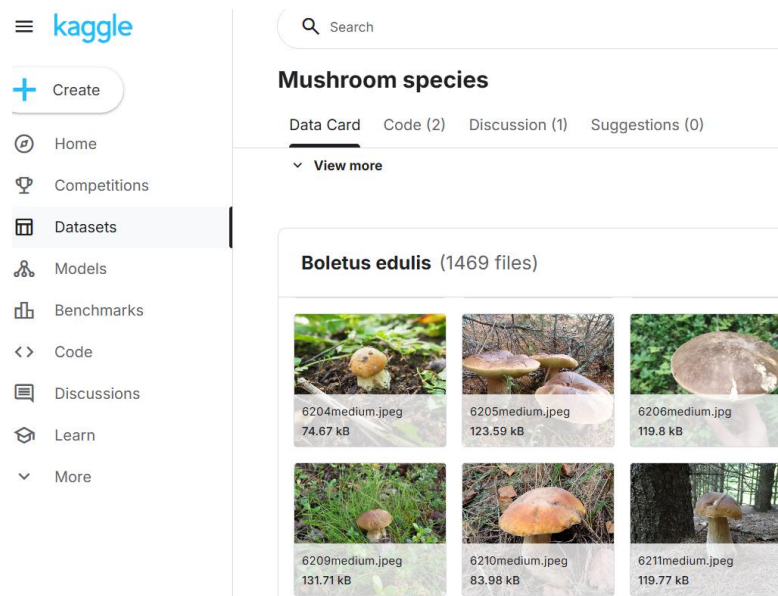 kaggle
Search
Create
Home
Competitions
Datasets
Models
Benchmarks
Code
Discussions
Learn
More
Mushroom species
Data Card Code (2) Discussion (1) Suggestions (0)
View more
Boletus edulis (1469 files)
6204medium.jpeg 6205medium.jpeg 6206medium.jpg
74.67 kB 123.59 kB 119.8 kB
6209medium.jpeg 6210medium.jpeg 6211medium.jpeg
131.71 kB 83.98 kB 119.77 kB